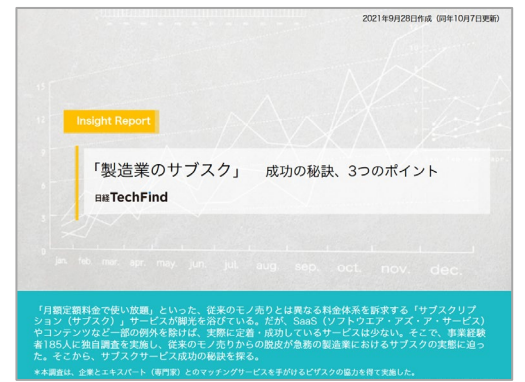 2021年9月28日作成（同年10月7日更新）
Insight Report
「製造業のサブスク」　成功の秘訣、3つのポイント
日経TechFind
jan. feb. mar. apr. may. jun. jul. aug. sep. oct. nov. dec.
「月額定額料金で使い放題」といった、従来のモノ売りとは異なる料金体系を訴求する「サブスクリプ
ション（サブスク）」サービスが脚光を浴びている。だが、SaaS（ソフトウエア・アズ・ア・サービス）
やコンテンツなど一部の例外を除けば、実際に定着・成功しているサービスは少ない。そこで、事業経験
者185人に独自調査を実施し、従来のモノ売りからの脱皮が急務の製造業におけるサブスクの実態に迫っ
た。そこから、サブスクサービス成功の秘訣を探る。
＊本調査は、企業とエキスパート（専門家）とのマッチングサービスを手がけるビザスクの協力を得て実施した。